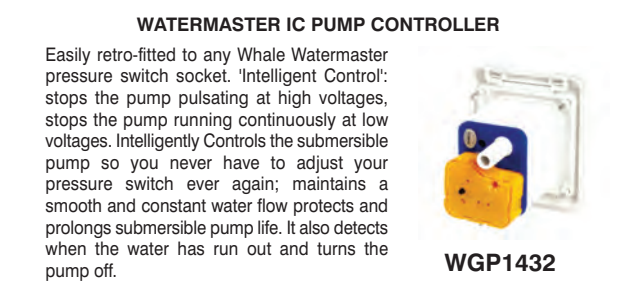 WATERMASTER IC PUMP CONTROLLER
Easily retro-fitted to any Whale Watermaster
pressure switch socket. 'Intelligent Control':
stops the pump pulsating at high voltages,
stops the pump running continuously at low
voltages. Intelligently Controls the submersible
pump so you never have to adjust your
pressure switch ever again; maintains a
smooth and constant water flow protects and
prolongs submersible pump life. It also detects
when the water has run out and turns the
pump off.
WGP1432